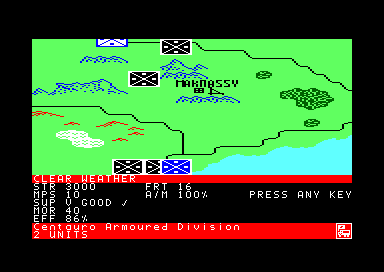 MAKNASSY
CLEAR WEATHER
STR 3000 FRT 16
MPS 10 A/M 100% PRESS ANY KEY
SUP V GOOD ✓
MOR 40
EFF 86%
Centauro Armoured Division
2 UNITS